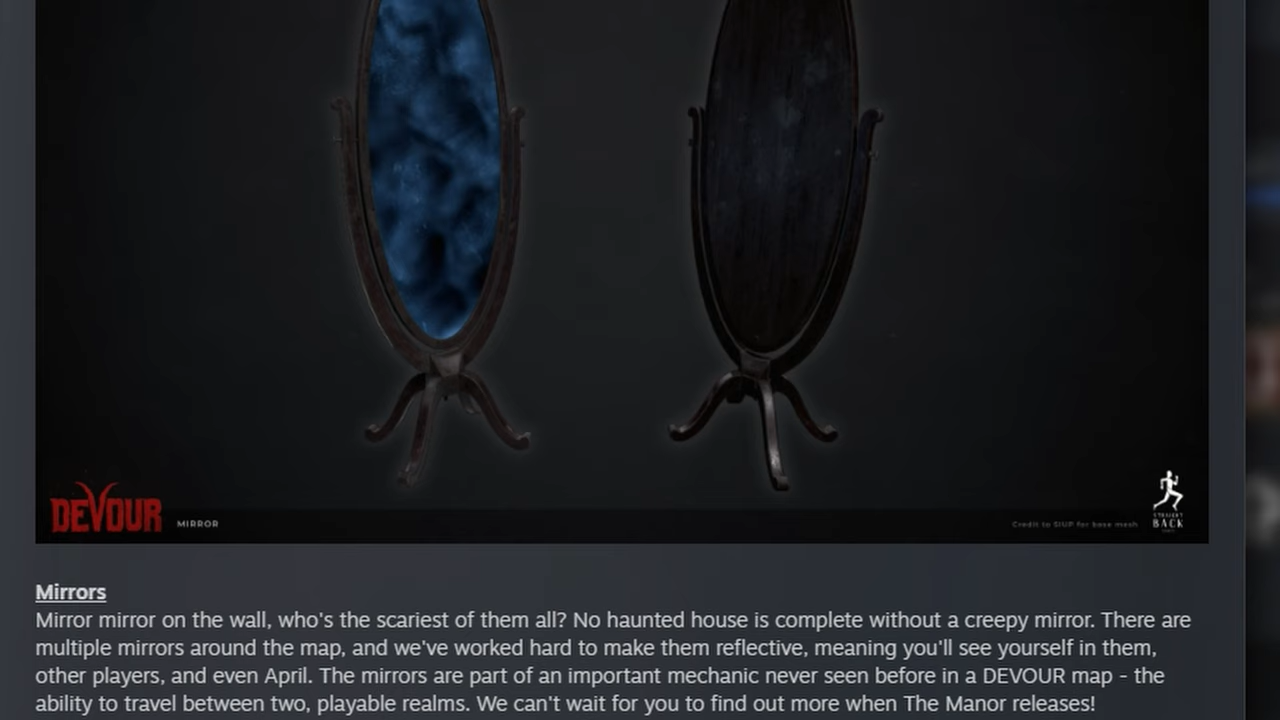 DEVOUR MIRROR
Credit to SIUP for base mesh
STRAIGHT
BACK
Mirrors
Mirror mirror on the wall, who's the scariest of them all? No haunted house is complete without a creepy mirror. There are
multiple mirrors around the map, and we've worked hard to make them reflective, meaning you'll see yourself in them,
other players, and even April. The mirrors are part of an important mechanic never seen before in a DEVOUR map - the
ability to travel between two, playable realms. We can't wait for you to find out more when The Manor releases!